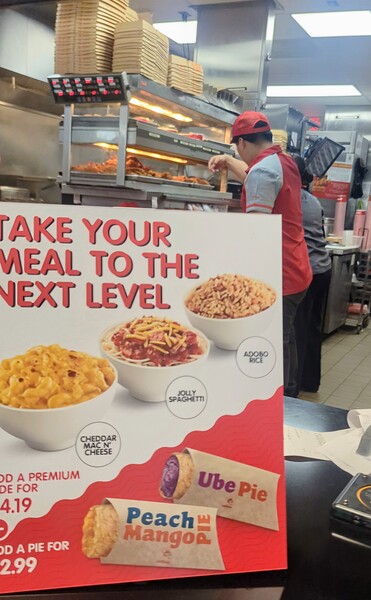 TAKE YOUR
MEAL TO THE
NEXT LEVEL
ADOBO
RICE
JOLLY
SPAGHETTI
CHEDDAR
MAC N'
CHEESE
DD A PREMIUM
DE FOR
4.19
DD A PIE FOR
2.99
Ube Pie
Peach
Mango PIE